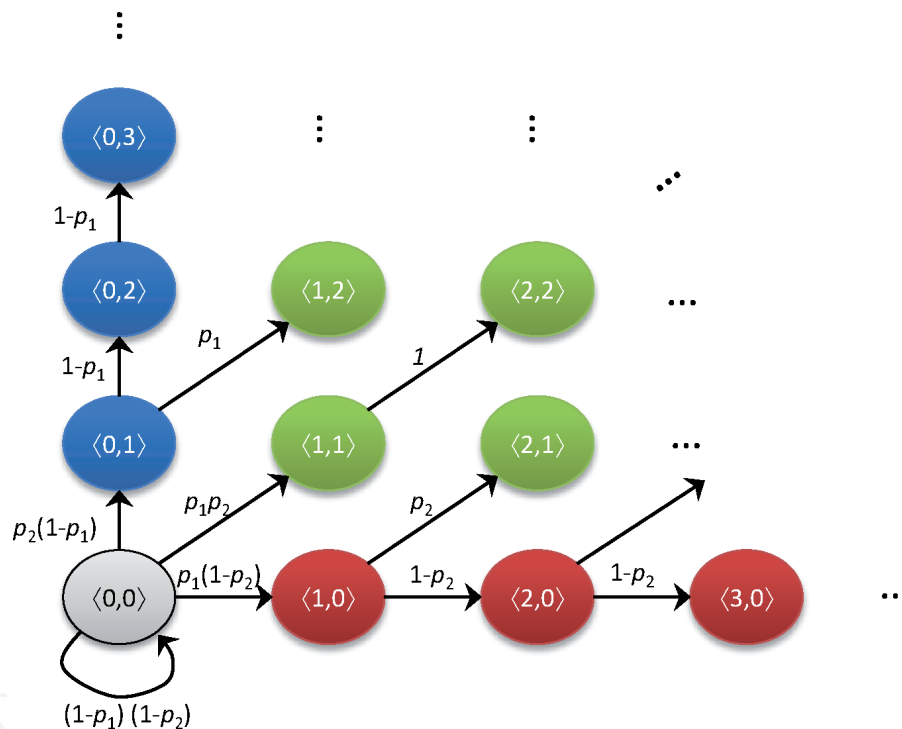 ⋮
⟨0,3⟩ ⋮ ⋮
1-p₁
⟨0,2⟩ ⟨1,2⟩ ⟨2,2⟩ ...
1-p₁ p₁ 1
⟨0,1⟩ ⟨1,1⟩ ⟨2,1⟩ ...
p₂(1-p₁) p₁p₂ p₂
⟨0,0⟩ p₁(1-p₂) ⟨1,0⟩ 1-p₂ ⟨2,0⟩ 1-p₂ ⟨3,0⟩ ..
(1-p₁) (1-p₂)